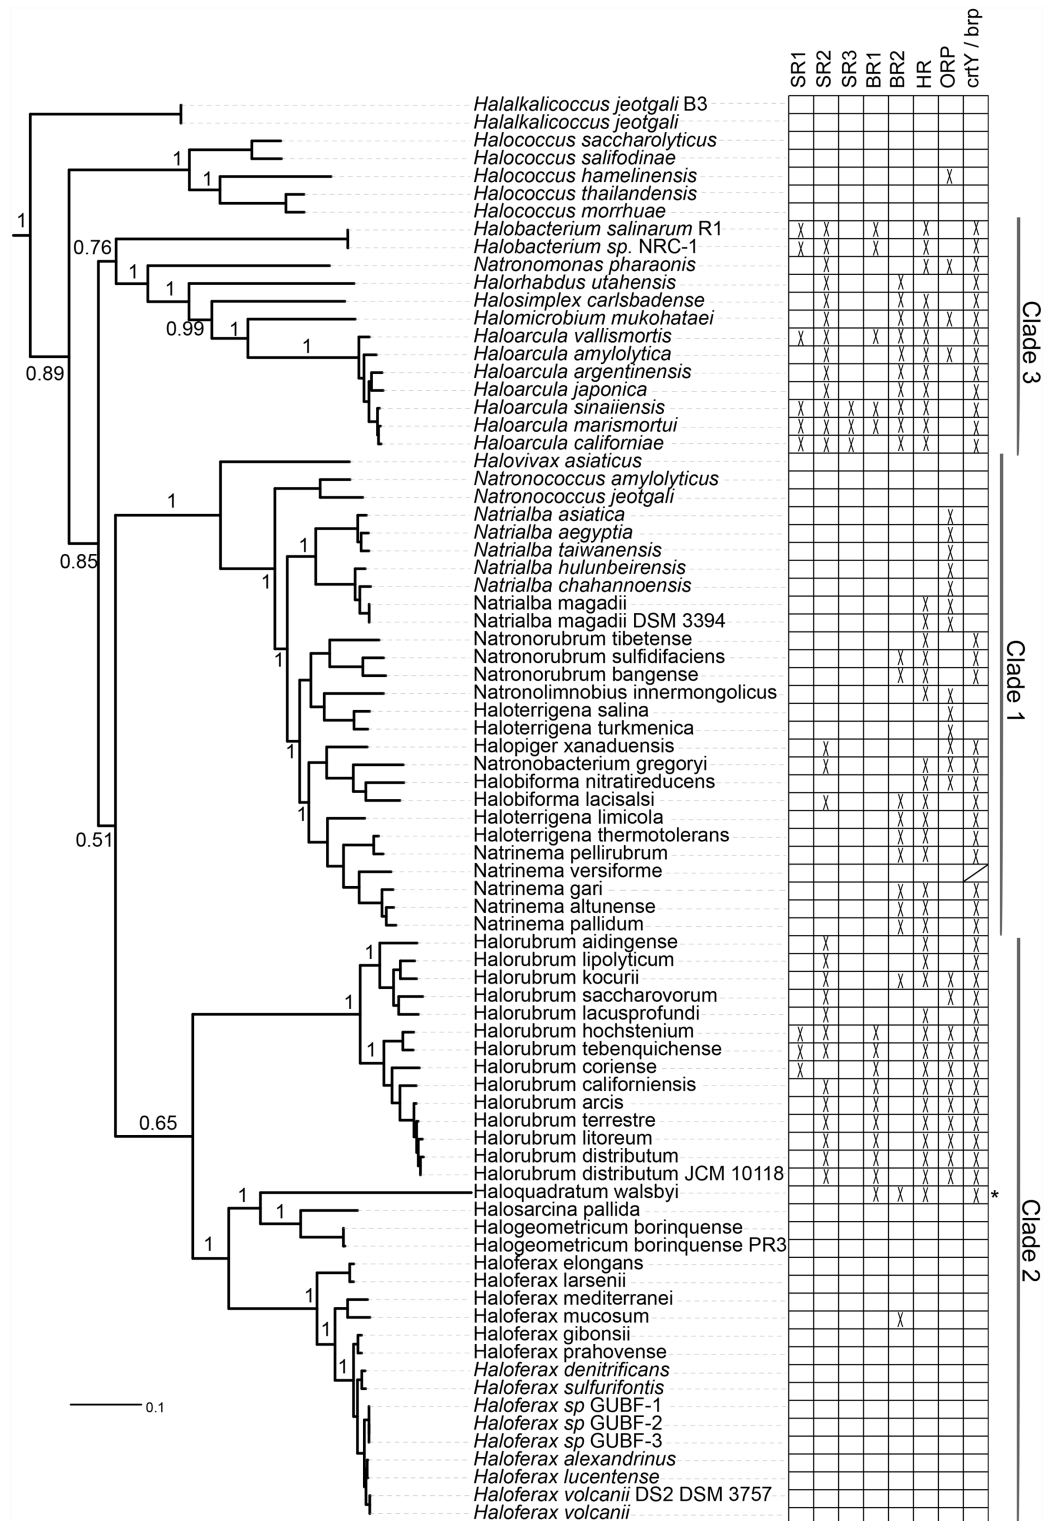 SR1 SR2 SR3 BR1 BR2 HR ORP crtY / brp
Halalkalicoccus jeotgali B3
Halalkalicoccus jeotgali
Halococcus saccharolyticus
Halococcus salifodinae
1
Halococcus hamelinensis X
1
Halococcus thailandensis
Halococcus morrhuae
1
Halobacterium salinarum R1 X X X X X
0.76
Halobacterium sp. NRC-1 X X X X X
Natronomonas pharaonis X X X X
1
Halorhabdus utahensis X X X
1
Halosimplex carlsbadense X X X X
Halomicrobium mukohataei X X X X X
0.99
1
Haloarcula vallismortis X X X X X
1
Haloarcula amylolytica X X X X X
0.89
Haloarcula argentinensis X X X X
Haloarcula japonica X X X X
Haloarcula sinaiiensis X X X X X X X
Haloarcula marismortui X X X X X X X
Haloarcula californiae X X X X X X
Clade 3
Halovivax asiaticus
Natronococcus amylolyticus
Natronococcus jeotgali
1
Natrialba asiatica X
Natrialba aegyptia X
1
Natrialba taiwanensis X
0.85
Natrialba hulunbeirensis X
1
Natrialba chahannoensis X
Natrialba magadii X X
Natrialba magadii DSM 3394 X X
Natronorubrum tibetense X X
1
Natronorubrum sulfidifaciens X X X
Natronorubrum bangense X X X
Natronolimnobius innermongolicus X X
Haloterrigena salina X
Haloterrigena turkmenica X
Halopiger xanaduensis X X X
1
Natronobacterium gregoryi X X X X
Halobiforma nitratireducens X X X
Halobiforma lacisalsi X X X X
1
Haloterrigena limicola X X X
Haloterrigena thermotolerans X X X
0.51
Natrinema pellirubrum X X X
Natrinema versiforme
Natrinema gari X X X
Natrinema altunense X X X
Natrinema pallidum X X X
Clade 1
Halorubrum aidingense X X X
1
Halorubrum lipolyticum X X X
Halorubrum kocurii X X X X X
Halorubrum saccharovorum X X X
1
Halorubrum lacusprofundi X X X
Halorubrum hochstenium X X X X X X
Halorubrum tebenquichense X X X X X X
1
Halorubrum coriense X X X X X
Halorubrum californiensis X X X X X
Halorubrum arcis X X X X X
Halorubrum terrestre X X X X X
0.65
Halorubrum litoreum X X X X X
Halorubrum distributum X X X X X
Halorubrum distributum JCM 10118 X X X X X
1
Haloquadratum walsbyi X X X X *
1
Halosarcina pallida
Halogeometricum borinquense
1
Halogeometricum borinquense PR3
Haloferax elongans
Haloferax larsenii
1
Haloferax mediterranei
Haloferax mucosum X
1
Haloferax gibonsii
Haloferax prahovense
1
Haloferax denitrificans
Haloferax sulfurifontis
Haloferax sp GUBF-1
0.1
Haloferax sp GUBF-2
Haloferax sp GUBF-3
Haloferax alexandrinus
Haloferax lucentense
Haloferax volcanii DS2 DSM 3757
Haloferax volcanii
Clade 2